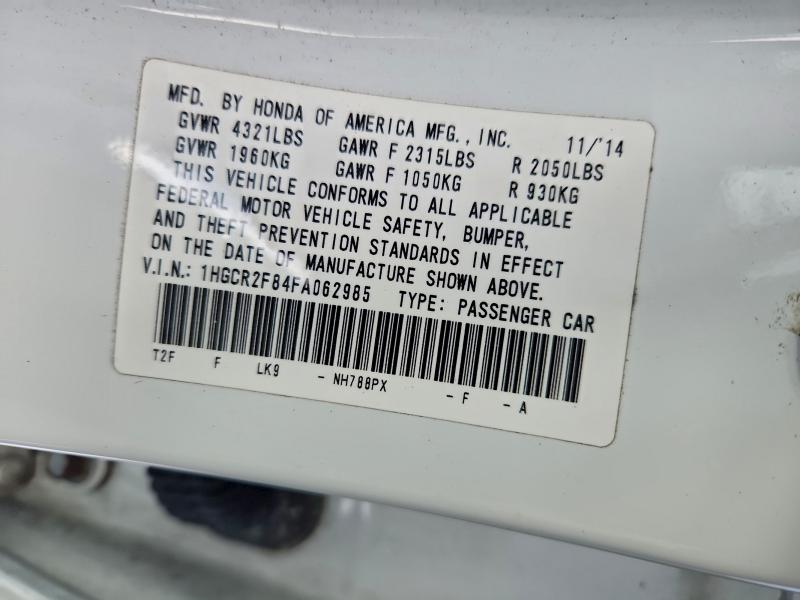 MFD. BY HONDA OF AMERICA MFG., INC. 11/'14
GVWR 4321LBS GAWR F 2315LBS R 2050LBS
GVWR 1960KG GAWR F 1050KG R 930KG
THIS VEHICLE CONFORMS TO ALL APPLICABLE
FEDERAL MOTOR VEHICLE SAFETY, BUMPER,
AND THEFT PREVENTION STANDARDS IN EFFECT
ON THE DATE OF MANUFACTURE SHOWN ABOVE.
V.I.N.: 1HGCR2F84FA062985 TYPE: PASSENGER CAR
T2F F LK9 - NH788PX - F - A